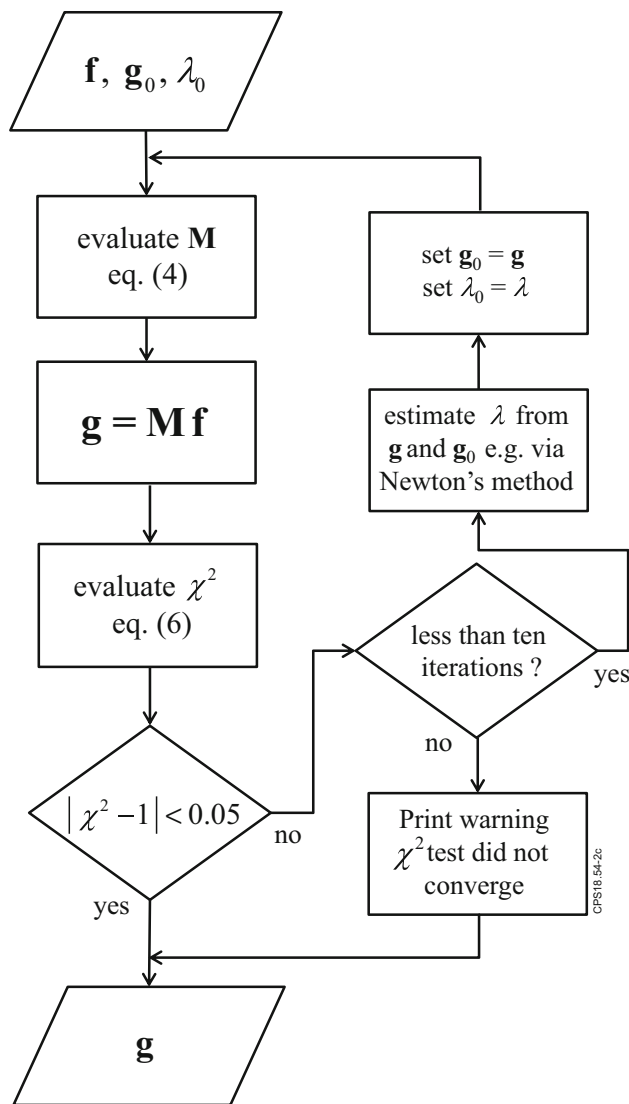 f, g₀, λ₀
evaluate M
eq. (4)
g = M f
evaluate χ²
eq. (6)
|χ² −1| < 0.05
no
yes
g
set g₀ = g
set λ₀ = λ
estimate λ from
g and g₀ e.g. via
Newton’s method
less than ten
iterations ?
yes
no
Print warning
χ² test did not
converge
CPS18.54-2c